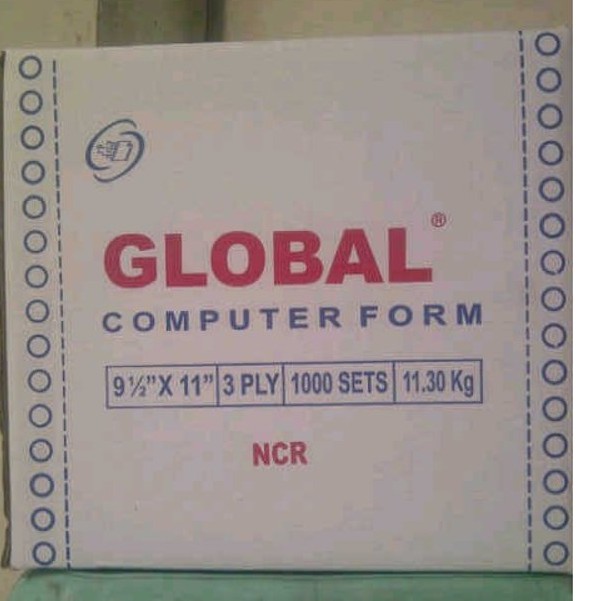 GLOBAL®
COMPUTER FORM
9½”X 11” 3 PLY 1000 SETS 11.30 Kg
NCR